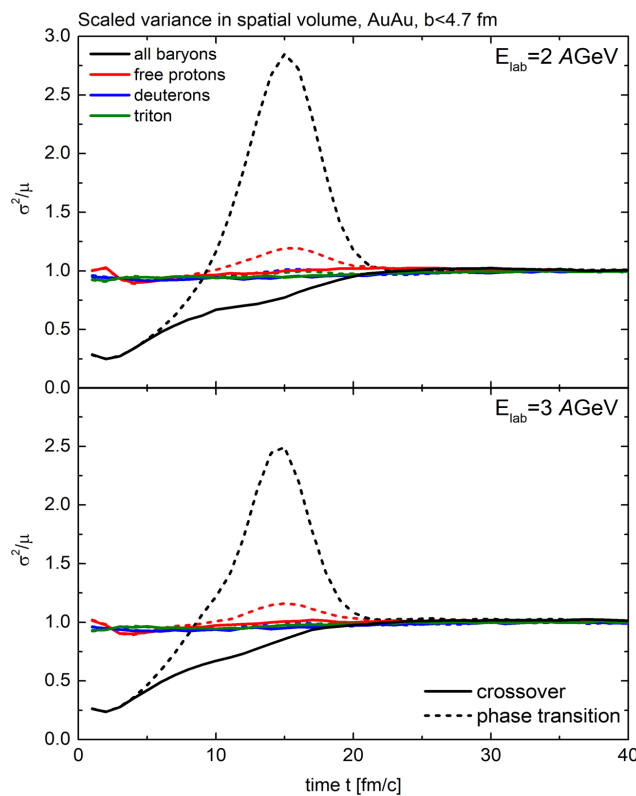 Scaled variance in spatial volume, AuAu, b<4.7 fm
3.0
all baryons
E_lab=2 AGeV
free protons
deuterons
2.5
triton
2.0
σ²/μ
1.5
1.0
0.5
0.0
E_lab=3 AGeV
2.5
2.0
σ²/μ
1.5
1.0
0.5
crossover
phase transition
0.0
0 10 20 30 40
time t [fm/c]